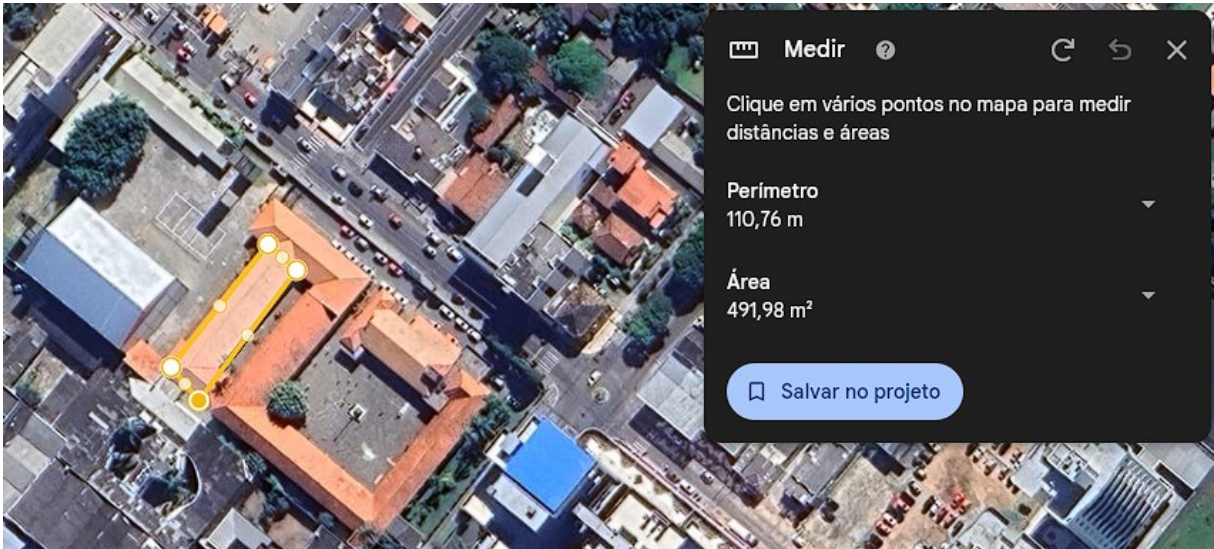 Medir
Clique em vários pontos no mapa para medir
distâncias e áreas
Perímetro
110,76 m
Área
491,98 m²
Salvar no projeto